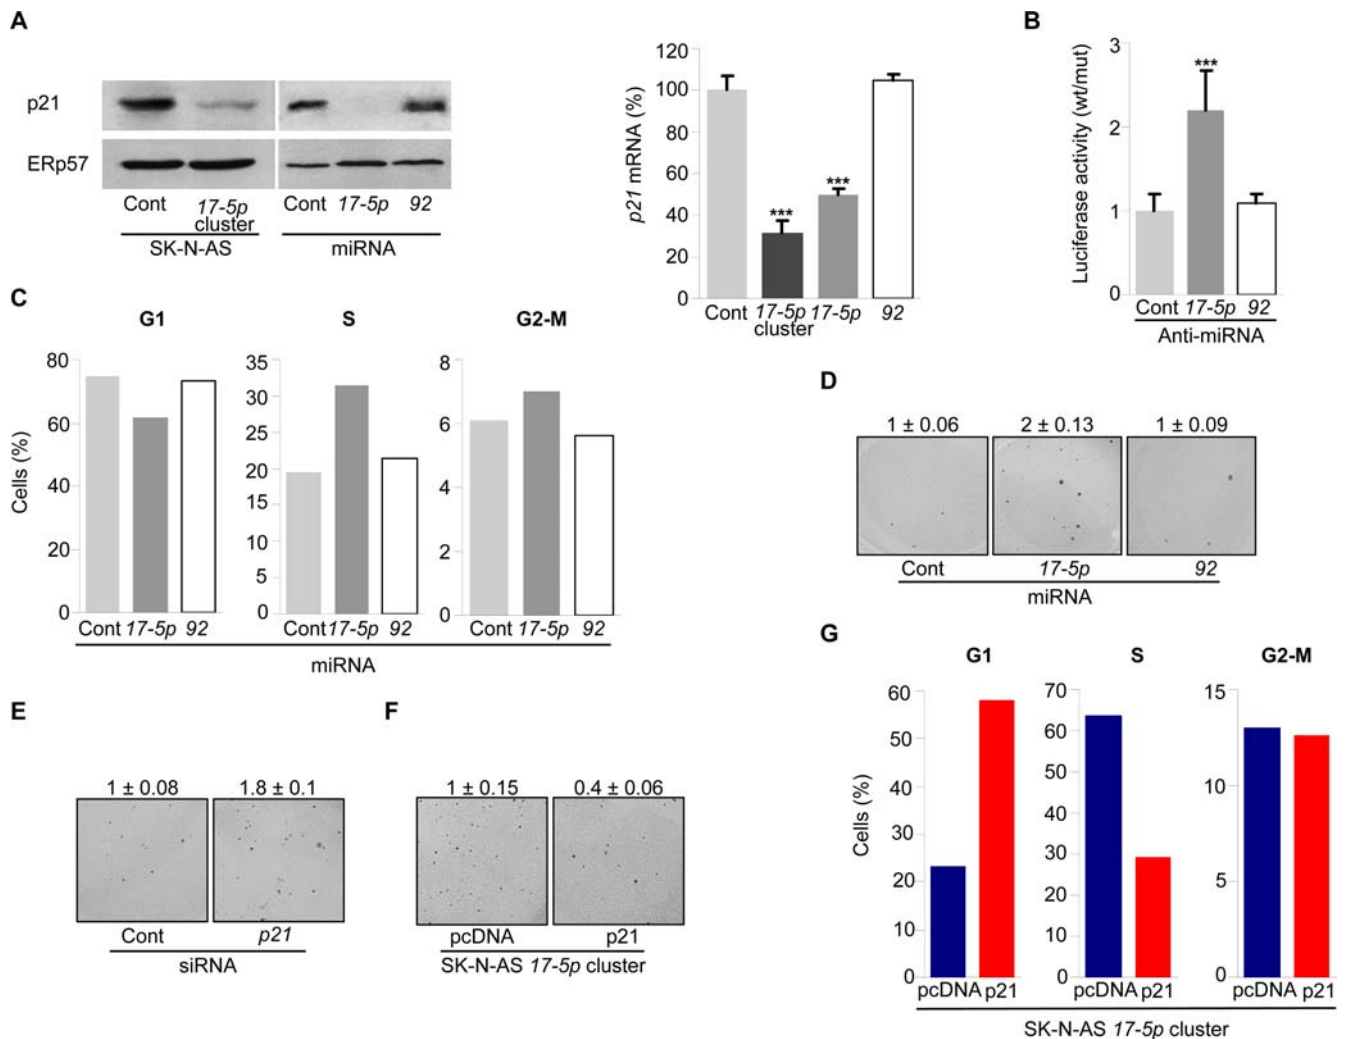 A
p21
ERp57
Cont 17-5p cluster
SK-N-AS
Cont 17-5p 92
miRNA
p21 mRNA (%)
120
100
80
60
40
20
0
***
***
Cont 17-5p cluster 17-5p 92
B
Luciferase activity (wt/mut)
3
2
1
0
***
Cont 17-5p 92
Anti-miRNA
C
G1 S G2-M
Cells (%)
80
60
40
20
0
Cont 17-5p 92
35
30
25
20
15
10
5
0
Cont 17-5p 92
8
6
4
2
0
Cont 17-5p 92
miRNA
D
1 ± 0.06 2 ± 0.13 1 ± 0.09
Cont 17-5p 92
miRNA
E
1 ± 0.08 1.8 ± 0.1
Cont p21
siRNA
F
1 ± 0.15 0.4 ± 0.06
pcDNA p21
SK-N-AS 17-5p cluster
G
G1 S G2-M
Cells (%)
60
50
40
30
20
10
0
pcDNA p21
70
60
50
40
30
20
10
0
pcDNA p21
15
10
5
0
pcDNA p21
SK-N-AS 17-5p cluster